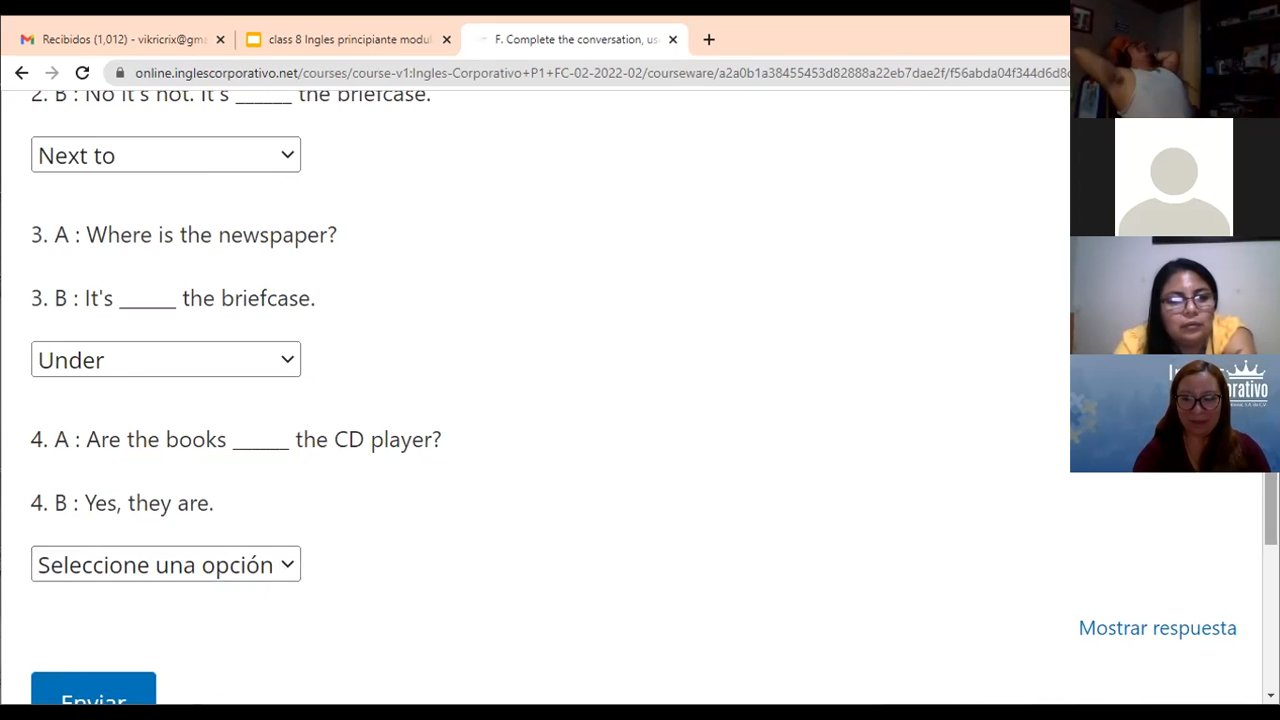 Recibidos (1,012) - vikricrix@gma
class 8 Ingles principiante modul
F. Complete the conversation, us
online.inglescorporativo.net/courses/course-v1:Ingles-Corporativo+P1+FC-02-2022-02/courseware/a2a0b1a38455453d82888a22eb7dae2f/f56abda04f344d6d8
2. B : No it's not. It's ______ the briefcase.
Next to
3. A : Where is the newspaper?
3. B : It's ______ the briefcase.
Under
4. A : Are the books ______ the CD player?
4. B : Yes, they are.
Seleccione una opción
Mostrar respuesta
Enviar